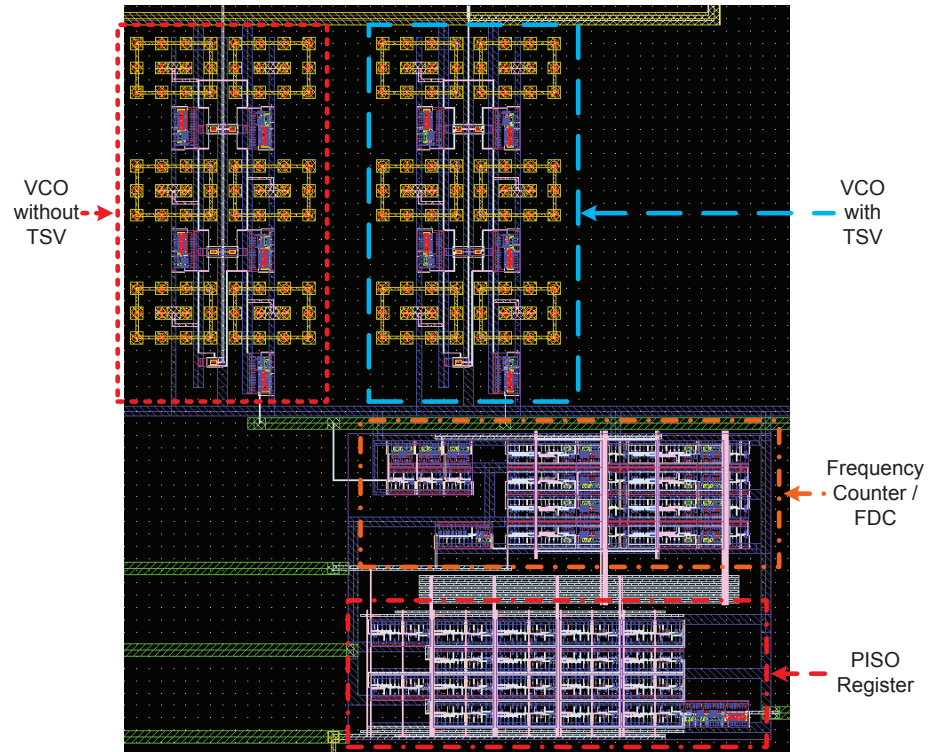 VCO
without
TSV
VCO
with
TSV
Frequency
Counter /
FDC
PISO
Register